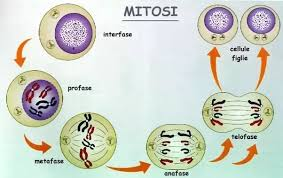 MITOSI
interfase
profase
metafase
anafase
telofase
cellule
figlie